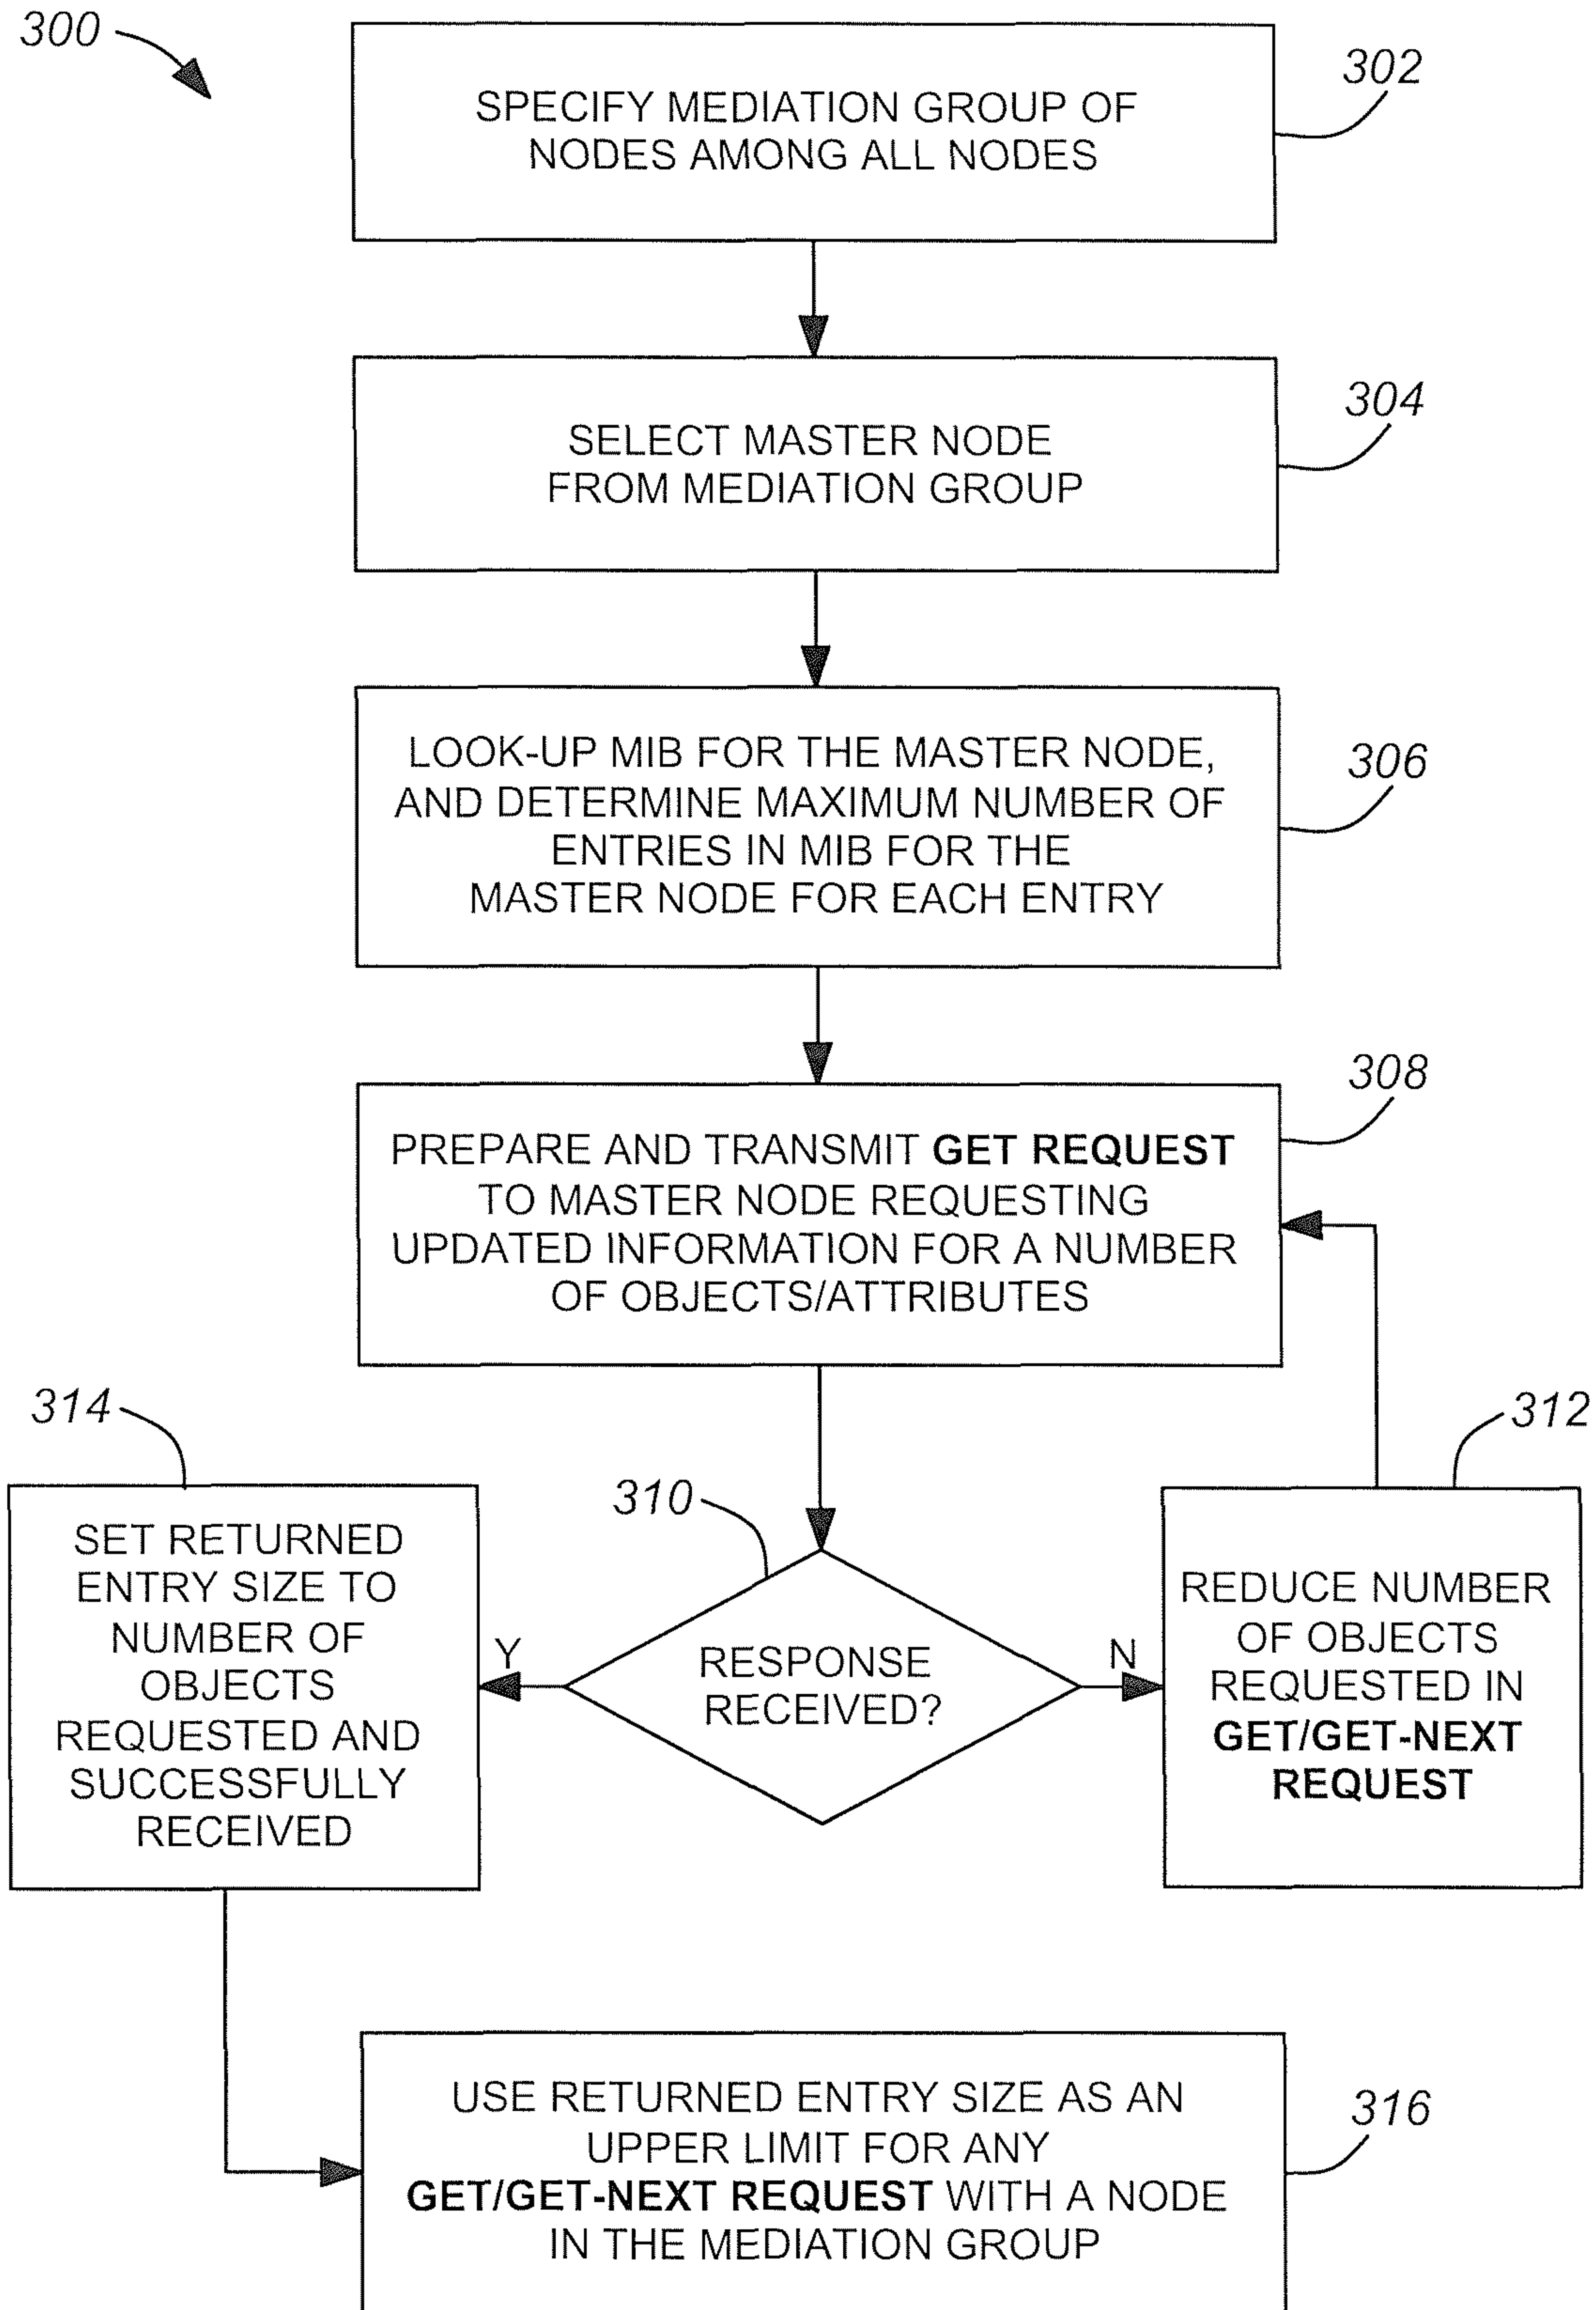 300
302
SPECIFY MEDIATION GROUP OF
NODES AMONG ALL NODES
304
SELECT MASTER NODE
FROM MEDIATION GROUP
306
LOOK-UP MIB FOR THE MASTER NODE,
AND DETERMINE MAXIMUM NUMBER OF
ENTRIES IN MIB FOR THE
MASTER NODE FOR EACH ENTRY
308
PREPARE AND TRANSMIT GET REQUEST
TO MASTER NODE REQUESTING
UPDATED INFORMATION FOR A NUMBER
OF OBJECTS/ATTRIBUTES
310
RESPONSE
RECEIVED?
Y
N
314
SET RETURNED
ENTRY SIZE TO
NUMBER OF
OBJECTS
REQUESTED AND
SUCCESSFULLY
RECEIVED
312
REDUCE NUMBER
OF OBJECTS
REQUESTED IN
GET/GET-NEXT
REQUEST
316
USE RETURNED ENTRY SIZE AS AN
UPPER LIMIT FOR ANY
GET/GET-NEXT REQUEST WITH A NODE
IN THE MEDIATION GROUP